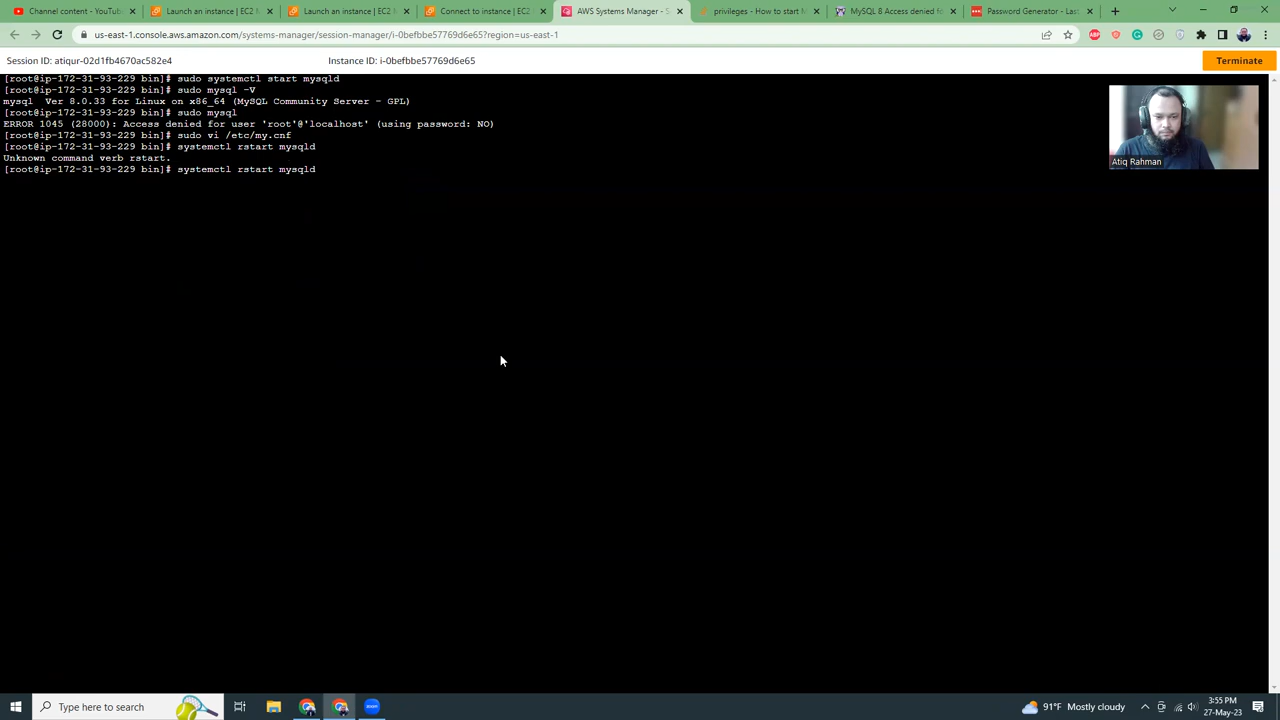 Channel content - YouTub
Launch an instance | EC2 M
Launch an instance | EC2 M
Connect to instance | EC2
AWS Systems Manager - S
privileges - How to start M
MySQL 8 Access denied fo
Password Generator - Las
us-east-1.console.aws.amazon.com/systems-manager/session-manager/i-0befbbe57769d6e65?region=us-east-1
Session ID: atiqur-02d1fb4670ac582e4
Instance ID: i-0befbbe57769d6e65
Terminate
[root@ip-172-31-93-229 bin]# sudo systemctl start mysqld
[root@ip-172-31-93-229 bin]# sudo mysql -V
mysql  Ver 8.0.33 for Linux on x86_64 (MySQL Community Server - GPL)
[root@ip-172-31-93-229 bin]# sudo mysql
ERROR 1045 (28000): Access denied for user 'root'@'localhost' (using password: NO)
[root@ip-172-31-93-229 bin]# sudo vi /etc/my.cnf
[root@ip-172-31-93-229 bin]# systemctl rstart mysqld
Unknown command verb rstart.
[root@ip-172-31-93-229 bin]# systemctl rstart mysqld
Atiq Rahman
Type here to search
zoom
91°F Mostly cloudy
3:55 PM
27-May-23